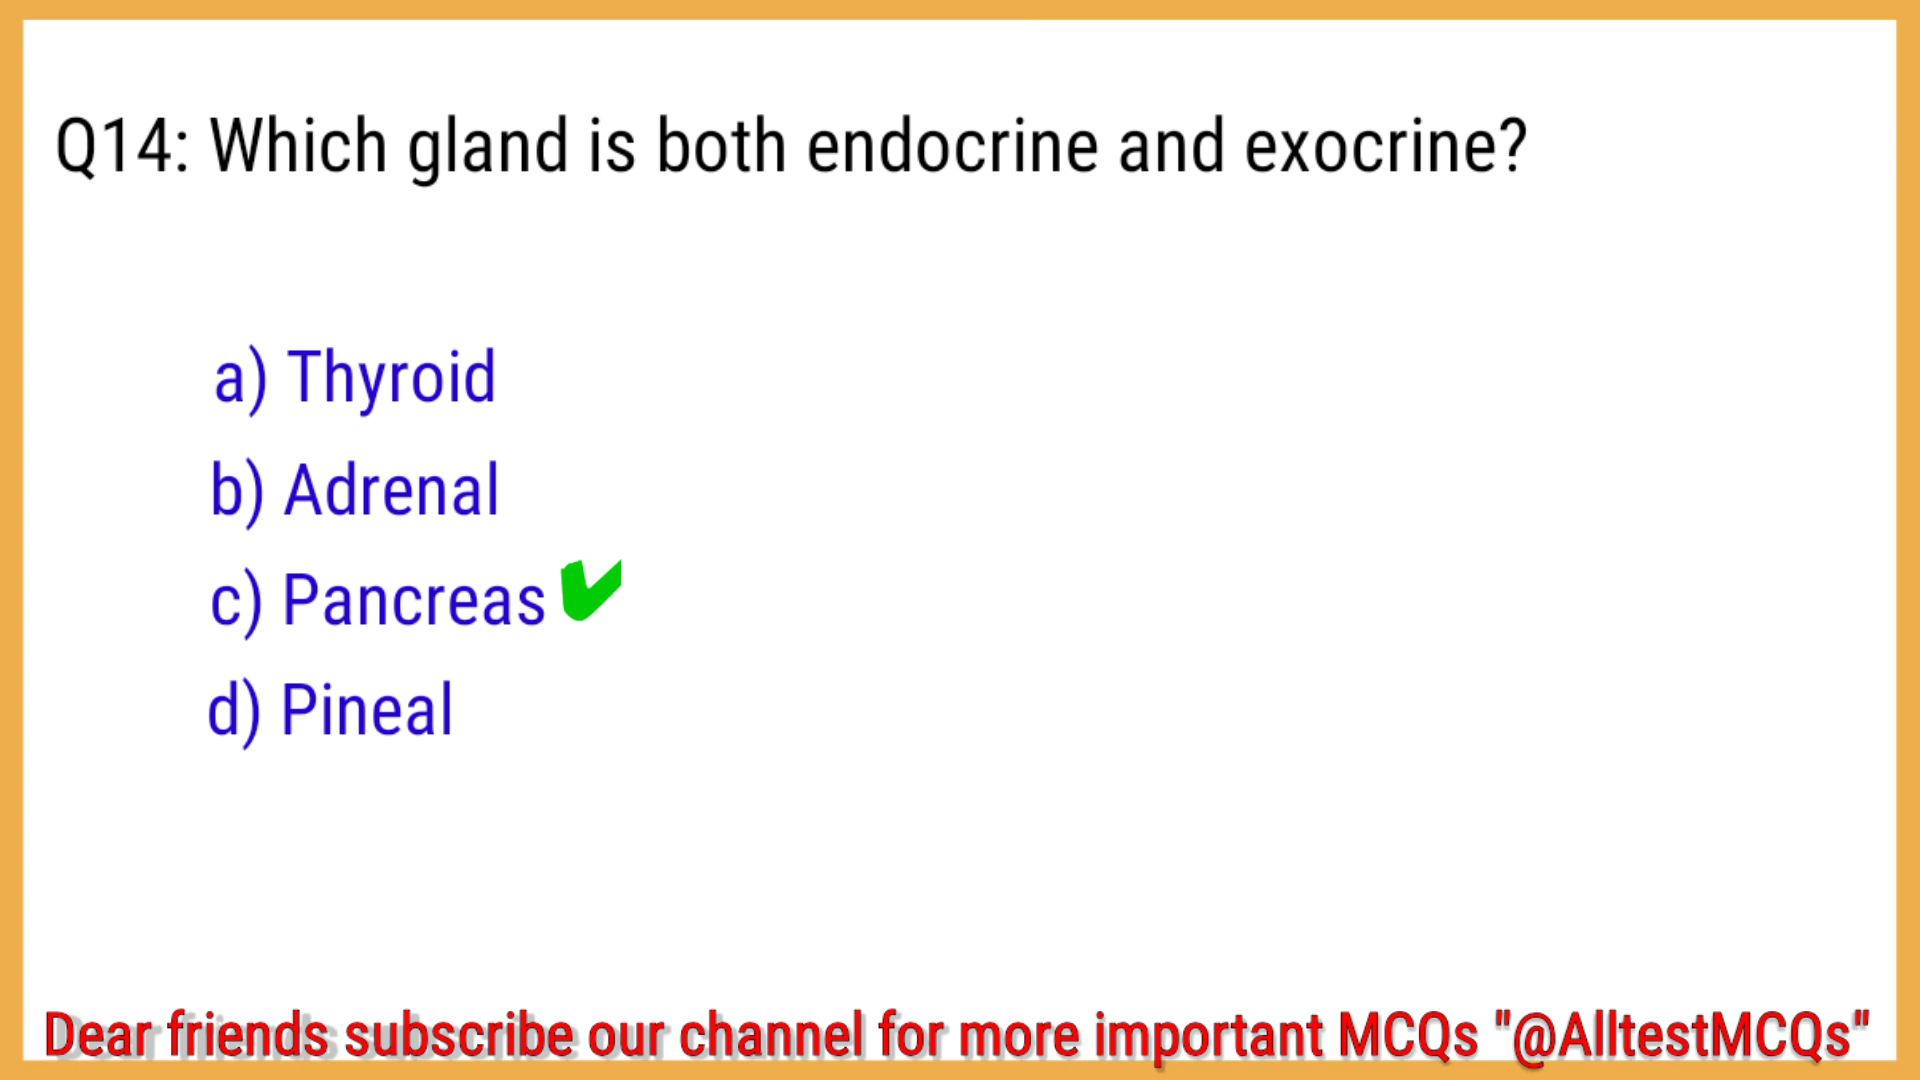 Q14: Which gland is both endocrine and exocrine?
a) Thyroid
b) Adrenal
c) Pancreas
d) Pineal
Dear friends subscribe our channel for more important MCQs "@AlltestMCQs"